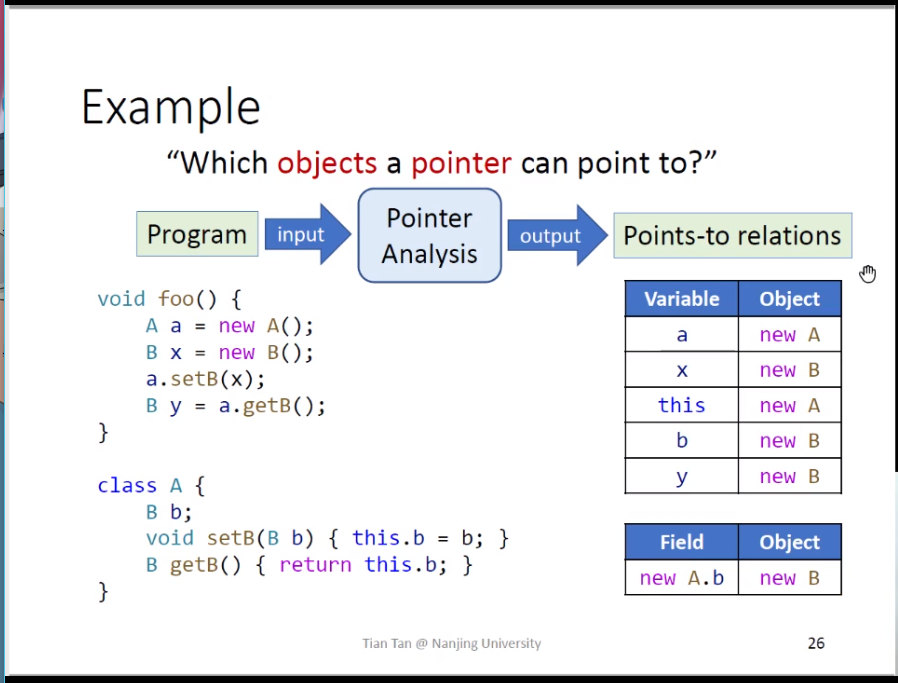 Example
“Which objects a pointer can point to?”
Program
input
Pointer
Analysis
output
Points-to relations
void foo() {
    A a = new A();
    B x = new B();
    a.setB(x);
    B y = a.getB();
}
class A {
    B b;
    void setB(B b) { this.b = b; }
    B getB() { return this.b; }
}
Variable Object
a new A
x new B
this new A
b new B
y new B
Field Object
new A.b new B
Tian Tan @ Nanjing University
26